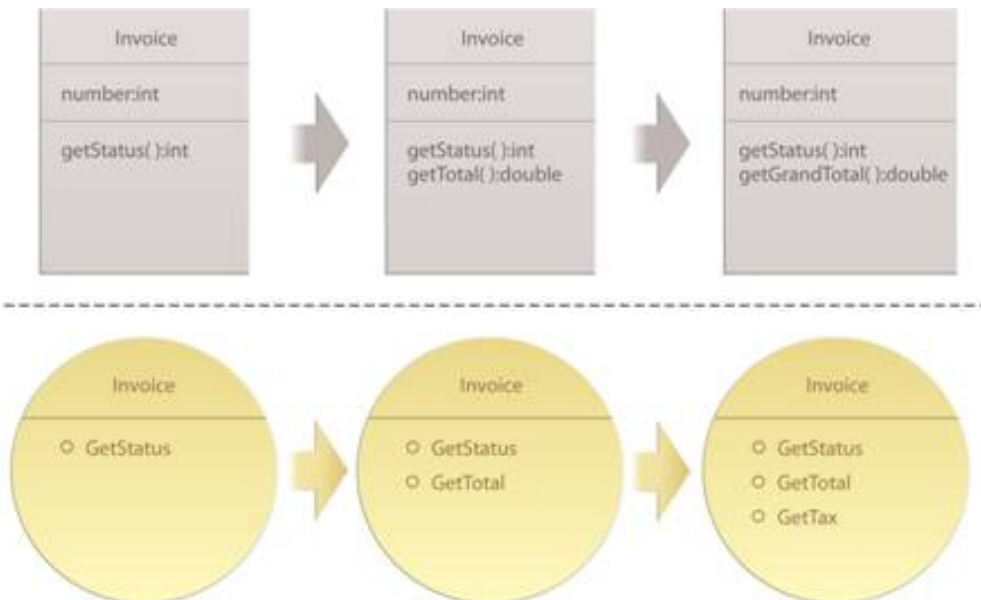 Invoice
number:int
getStatus( ):int
Invoice
number:int
getStatus( ):int
getTotal( ):double
Invoice
number:int
getStatus( ):int
getGrandTotal( ):double
Invoice
GetStatus
Invoice
GetStatus
GetTotal
Invoice
GetStatus
GetTotal
GetTax